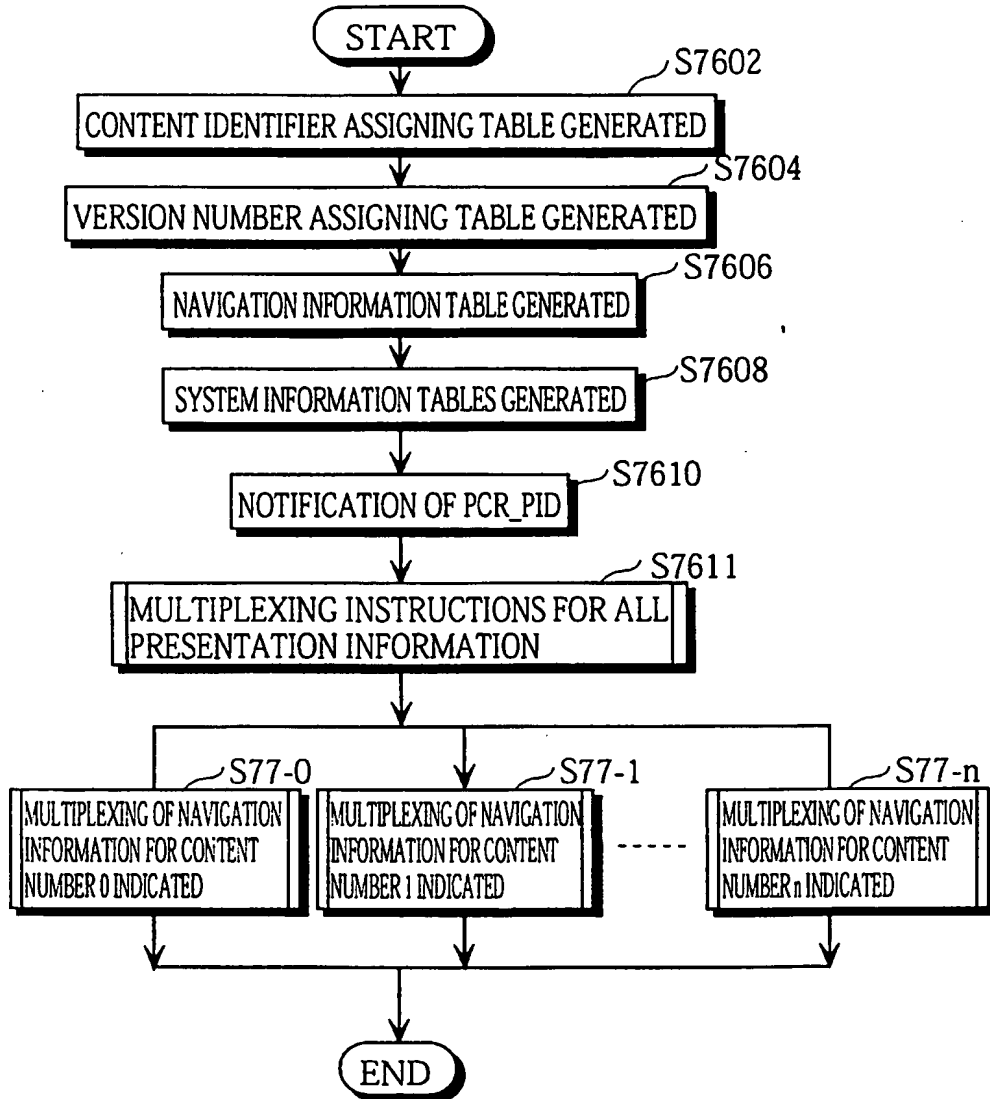 START
S7602
CONTENT IDENTIFIER ASSIGNING TABLE GENERATED
S7604
VERSION NUMBER ASSIGNING TABLE GENERATED
S7606
NAVIGATION INFORMATION TABLE GENERATED
S7608
SYSTEM INFORMATION TABLES GENERATED
S7610
NOTIFICATION OF PCR_PID
S7611
MULTIPLEXING INSTRUCTIONS FOR ALL
PRESENTATION INFORMATION
S77-0
MULTIPLEXING OF NAVIGATION
INFORMATION FOR CONTENT
NUMBER 0 INDICATED
S77-1
MULTIPLEXING OF NAVIGATION
INFORMATION FOR CONTENT
NUMBER 1 INDICATED
S77-n
MULTIPLEXING OF NAVIGATION
INFORMATION FOR CONTENT
NUMBER n INDICATED
END